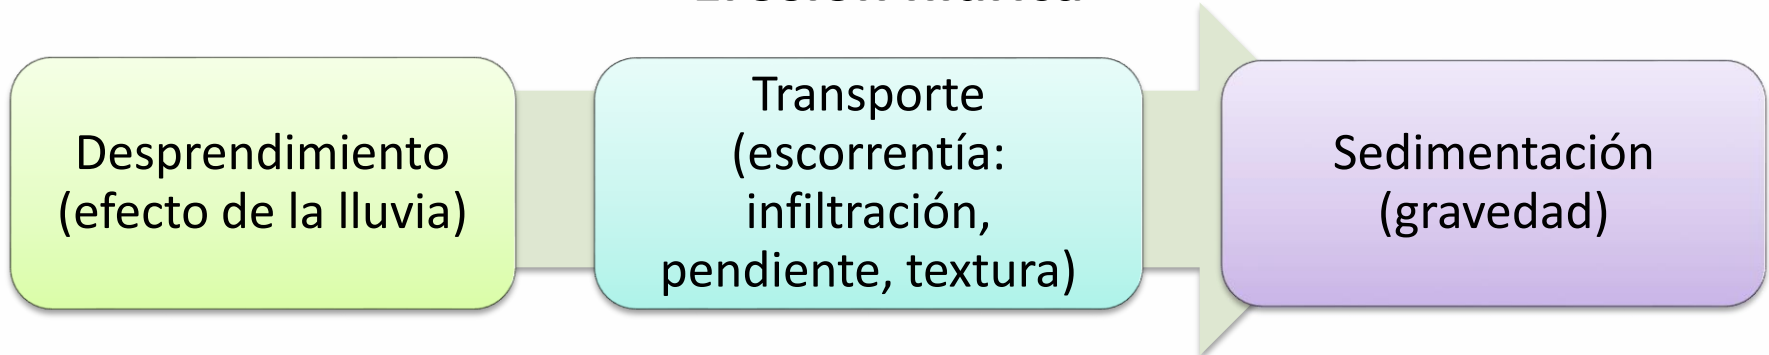 Desprendimiento
(efecto de la lluvia)
Transporte
(escorrentía:
infiltración,
pendiente, textura)
Sedimentación
(gravedad)